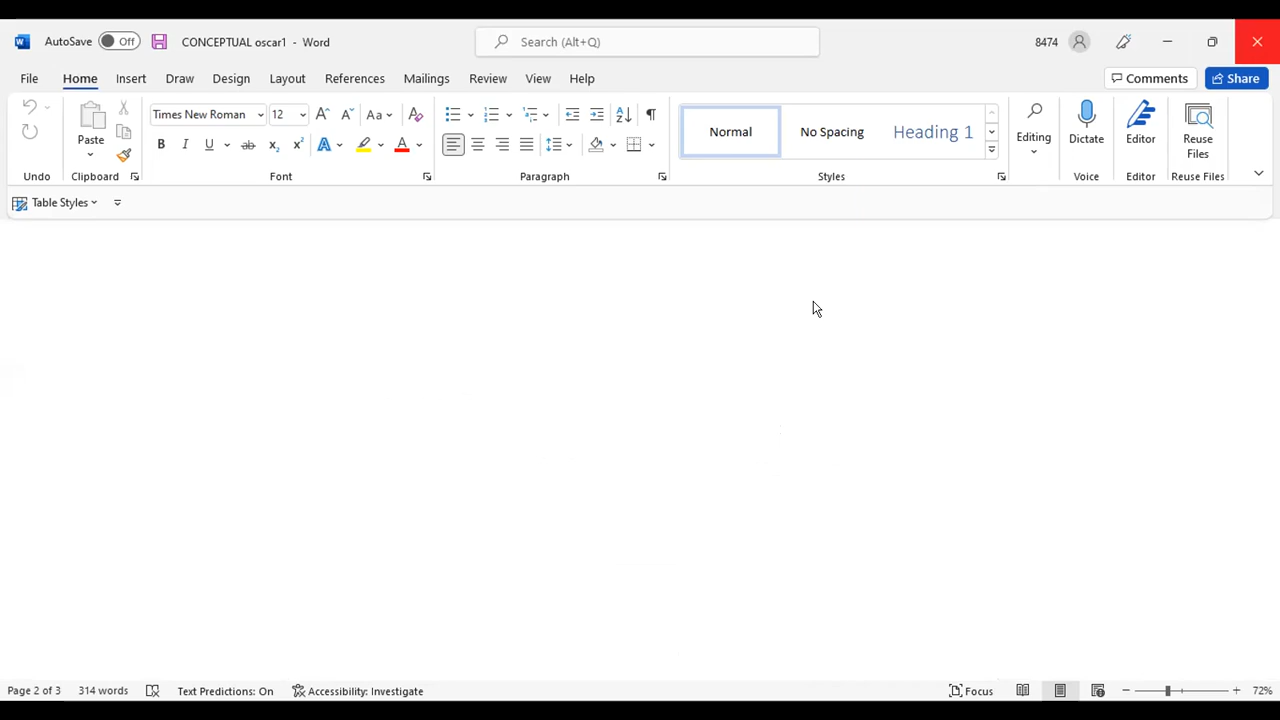 AutoSave Off CONCEPTUAL oscar1 - Word Search (Alt+Q) 8474
File Home Insert Draw Design Layout References Mailings Review View Help Comments Share
Times New Roman 12 Aa Normal No Spacing Heading 1
Paste Editing Dictate Editor Reuse Files
Undo Clipboard Font Paragraph Styles Voice Editor Reuse Files
Table Styles
Page 2 of 3 314 words Text Predictions: On Accessibility: Investigate Focus 72%